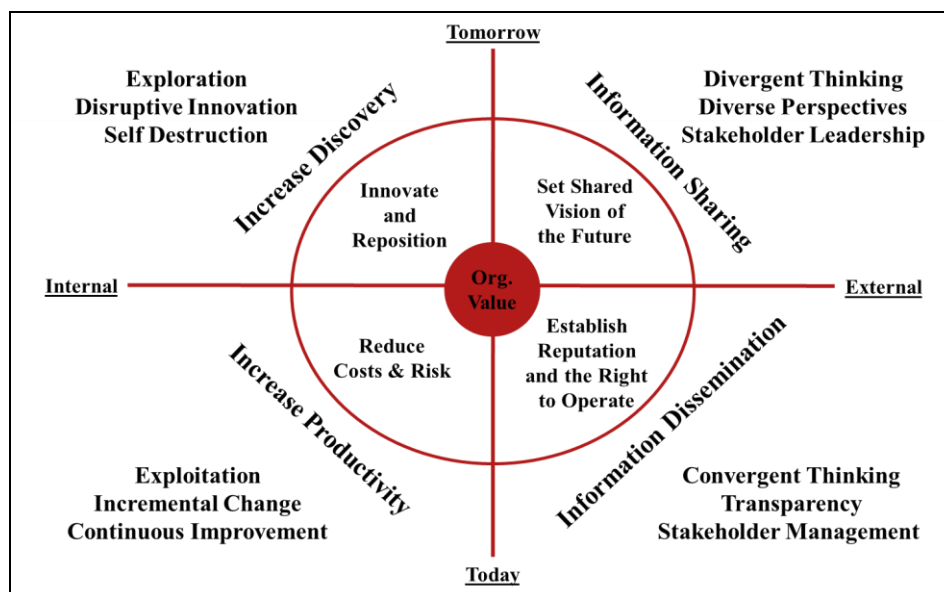 Tomorrow
Exploration
Disruptive Innovation
Self Destruction
Increase Discovery
Information Sharing
Divergent Thinking
Diverse Perspectives
Stakeholder Leadership
Innovate
and
Reposition
Set Shared
Vision of
the Future
Internal
Org.
Value
External
Reduce
Costs & Risk
Establish
Reputation
and the Right
to Operate
Increase Productivity
Information Dissemination
Exploitation
Incremental Change
Continuous Improvement
Convergent Thinking
Transparency
Stakeholder Management
Today